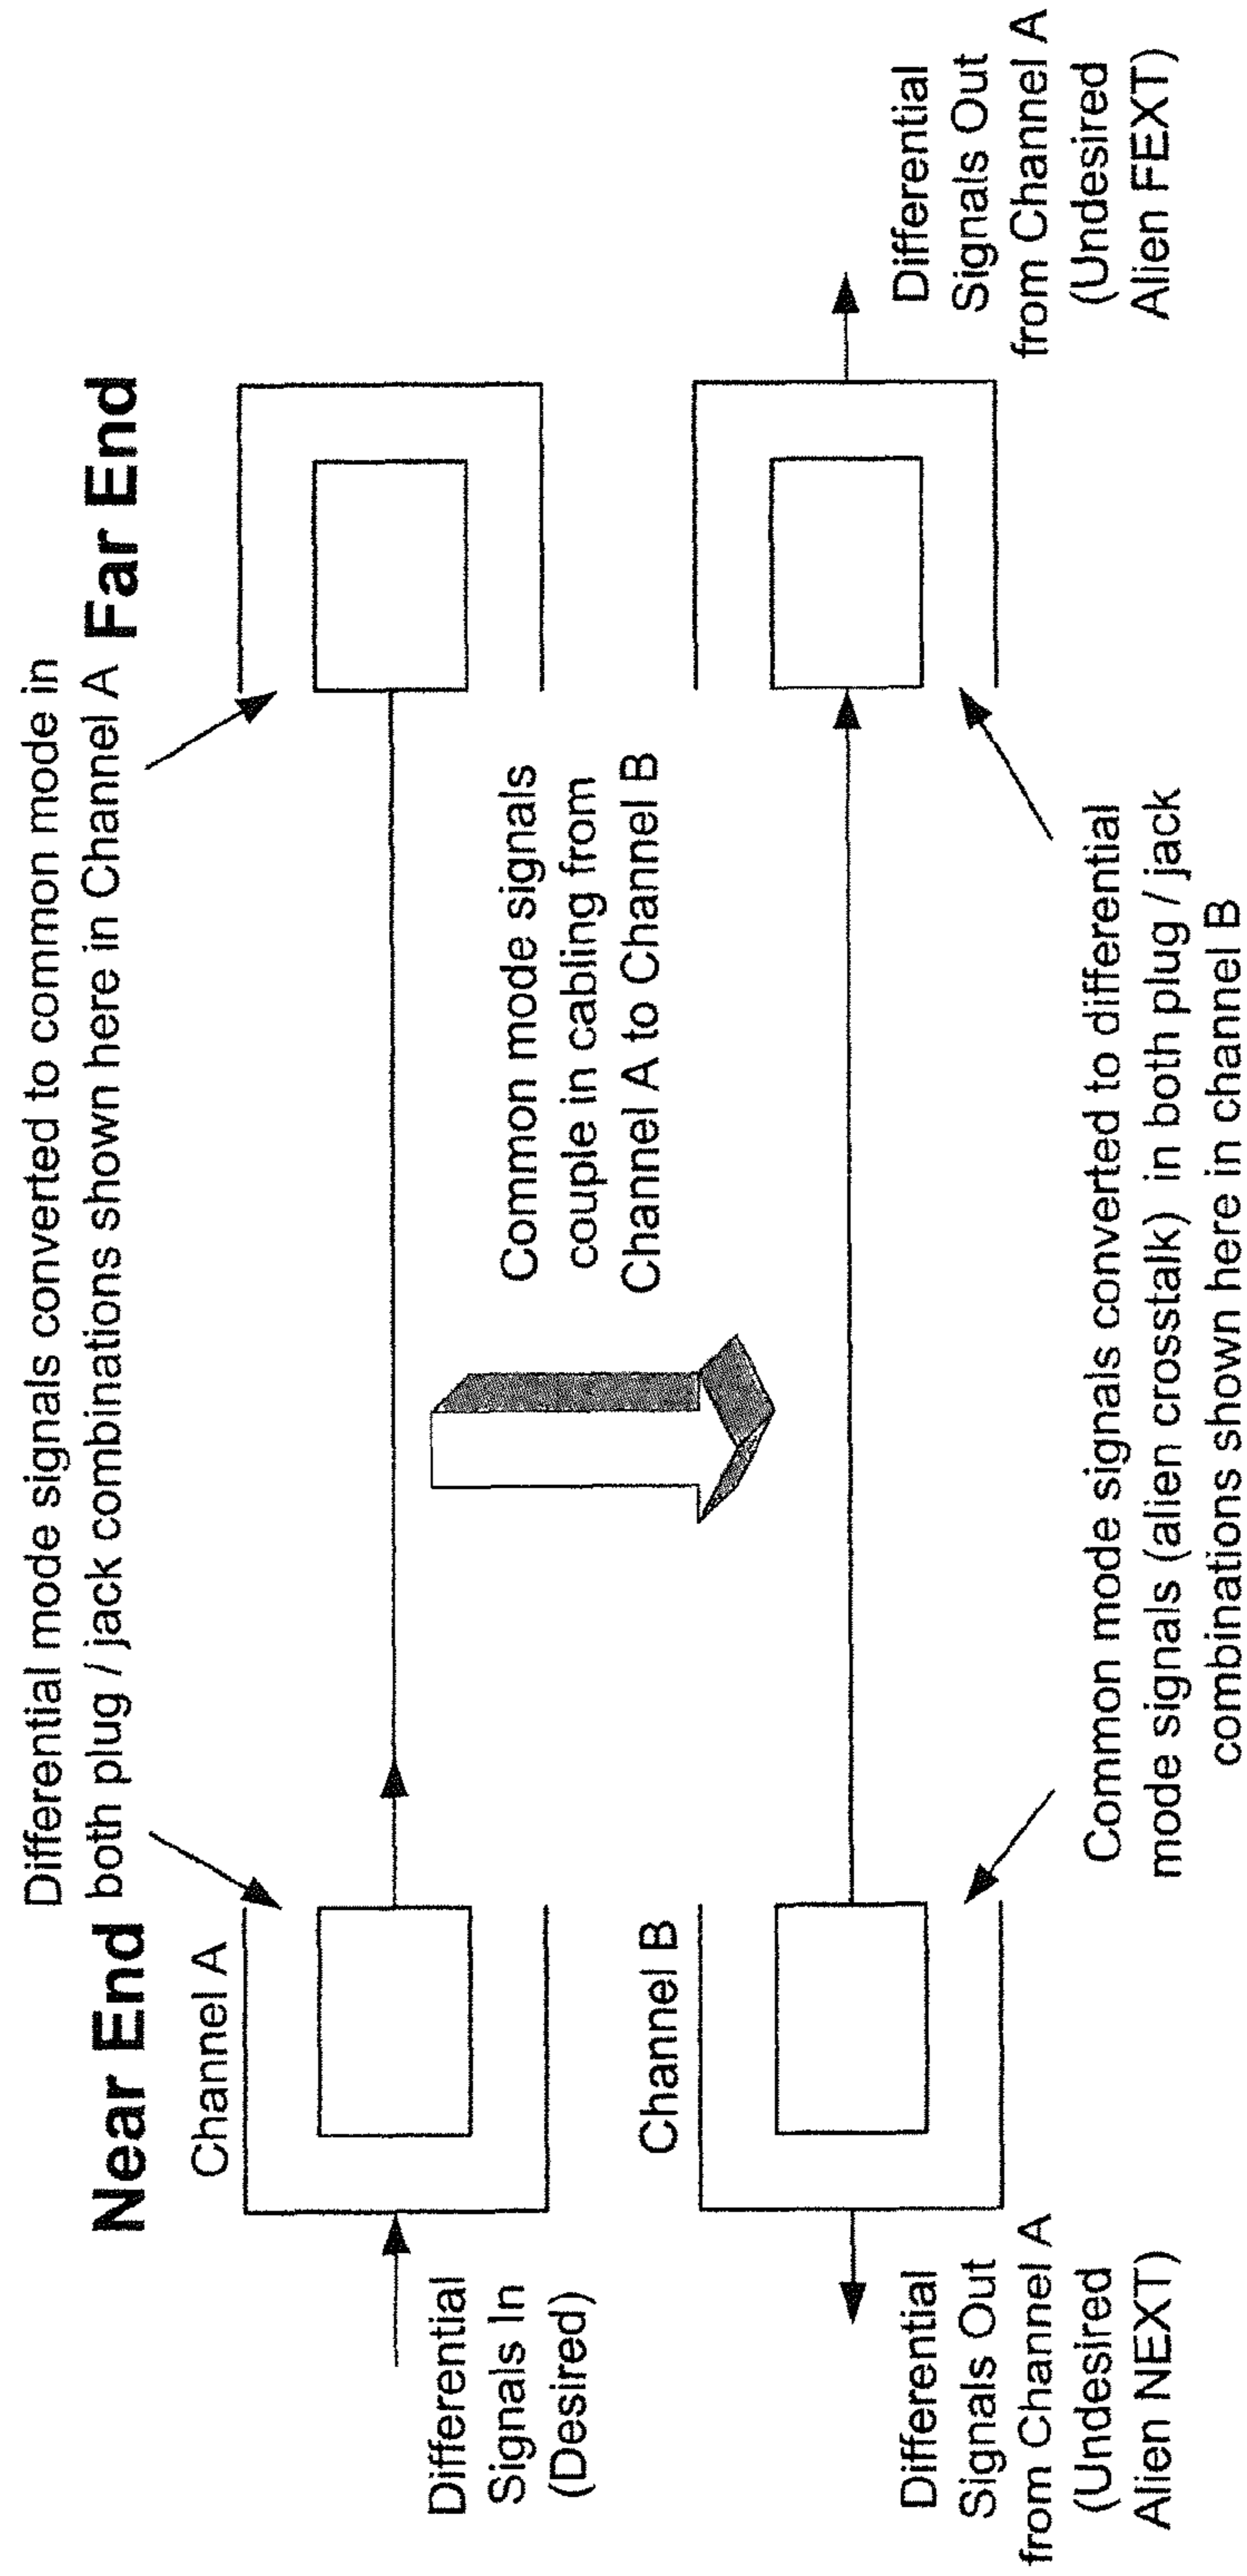 Differential mode signals converted to common mode in
both plug / jack combinations shown here in Channel A
Near End
Far End
Channel A
Differential
Signals In
(Desired)
Common mode signals
couple in cabling from
Channel A to Channel B
Channel B
Differential
Signals Out
from Channel A
(Undesired
Alien NEXT)
Differential
Signals Out
from Channel A
(Undesired
Alien FEXT)
Common mode signals converted to differential
mode signals (alien crosstalk) in both plug / jack
combinations shown here in channel B